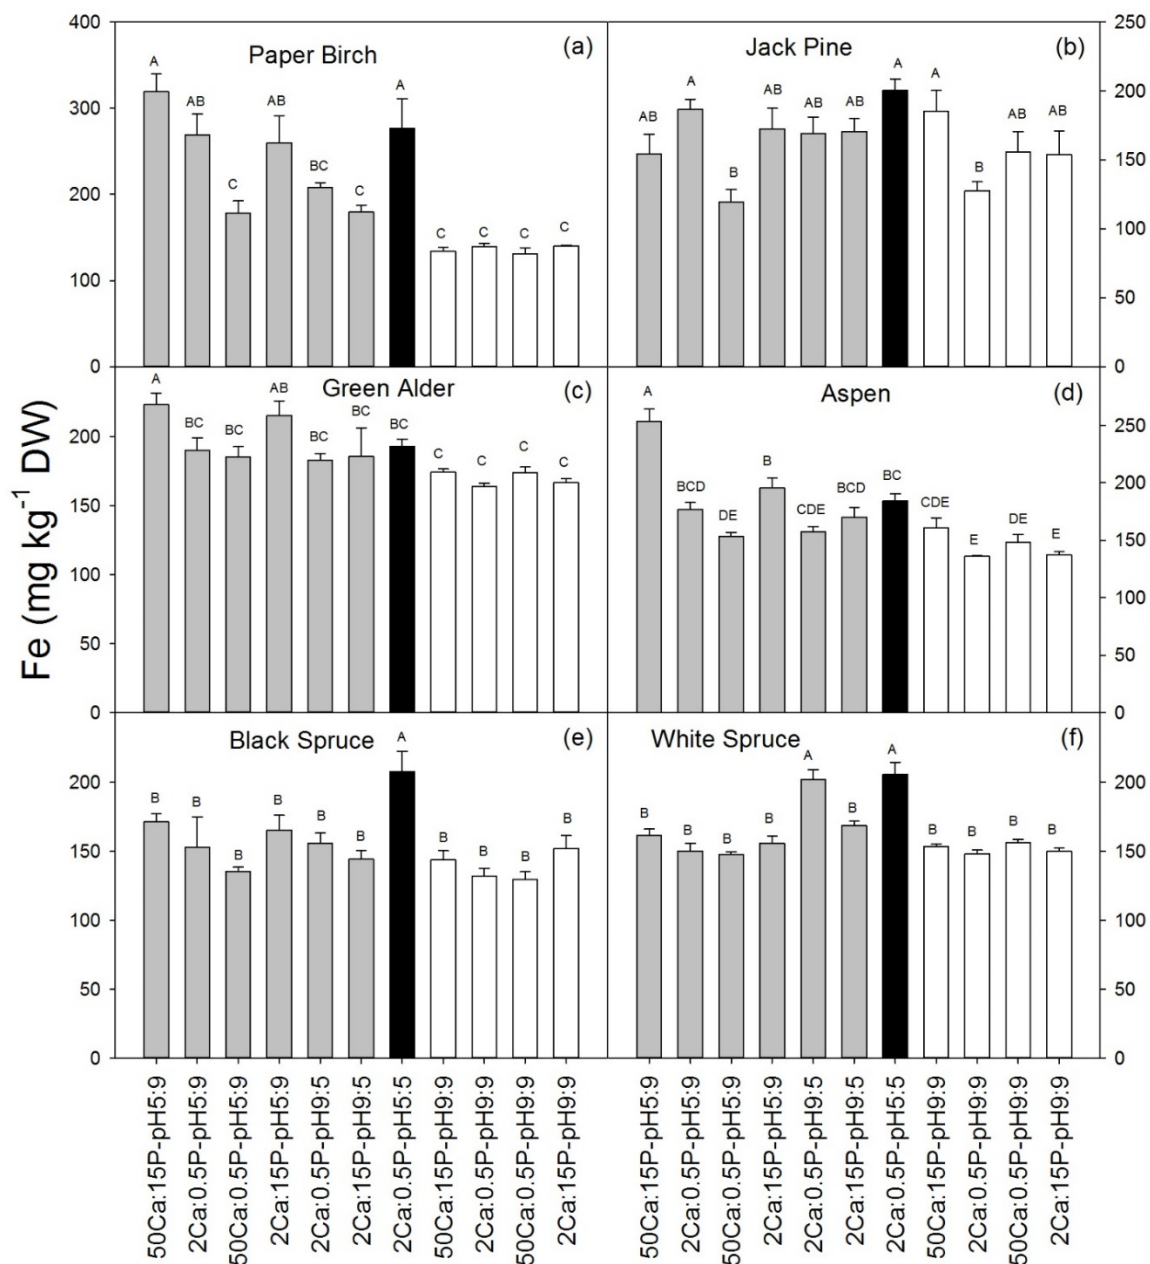 Fe (mg kg⁻¹ DW)
Paper Birch (a)
400
300
200
100
0
A AB C AB BC C A C C C C
Jack Pine (b)
250
200
150
100
50
0
AB A B AB AB AB A A B AB AB
Green Alder (c)
200
150
100
50
0
A BC BC AB BC BC BC C C C C
Aspen (d)
250
200
150
100
50
0
A BCD DE B CDE BCD BC CDE E DE E
Black Spruce (e)
200
150
100
50
0
B B B B B B A B B B B
White Spruce (f)
200
150
100
50
0
B B B B A B A B B B B
50Ca:15P-pH5:9
2Ca:0.5P-pH5:9
50Ca:0.5P-pH5:9
2Ca:15P-pH5:9
2Ca:0.5P-pH9:5
2Ca:15P-pH9:5
2Ca:0.5P-pH5:5
50Ca:15P-pH9:9
2Ca:0.5P-pH9:9
50Ca:0.5P-pH9:9
2Ca:15P-pH9:9
50Ca:15P-pH5:9
2Ca:0.5P-pH5:9
50Ca:0.5P-pH5:9
2Ca:15P-pH5:9
2Ca:0.5P-pH9:5
2Ca:15P-pH9:5
2Ca:0.5P-pH5:5
50Ca:15P-pH9:9
2Ca:0.5P-pH9:9
50Ca:0.5P-pH9:9
2Ca:15P-pH9:9